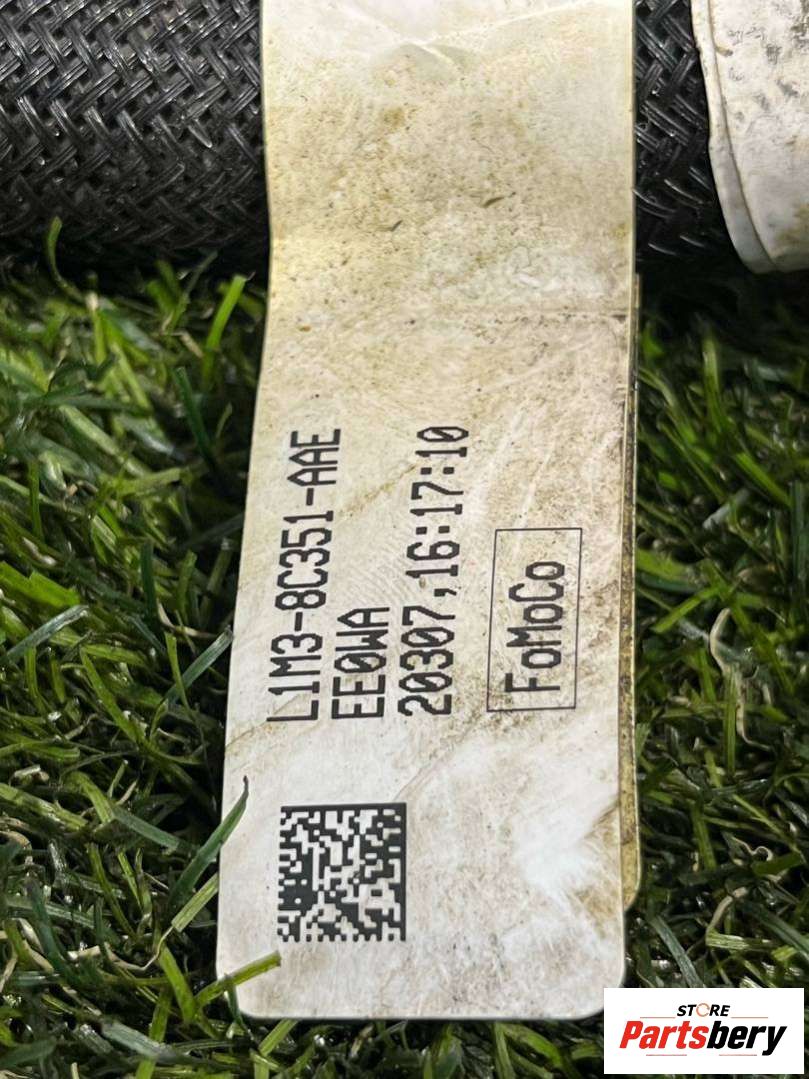 L1M3-8C351-AAE
EE0WA
20307,16:17:10
FoMoCo
STORE
Partsbery